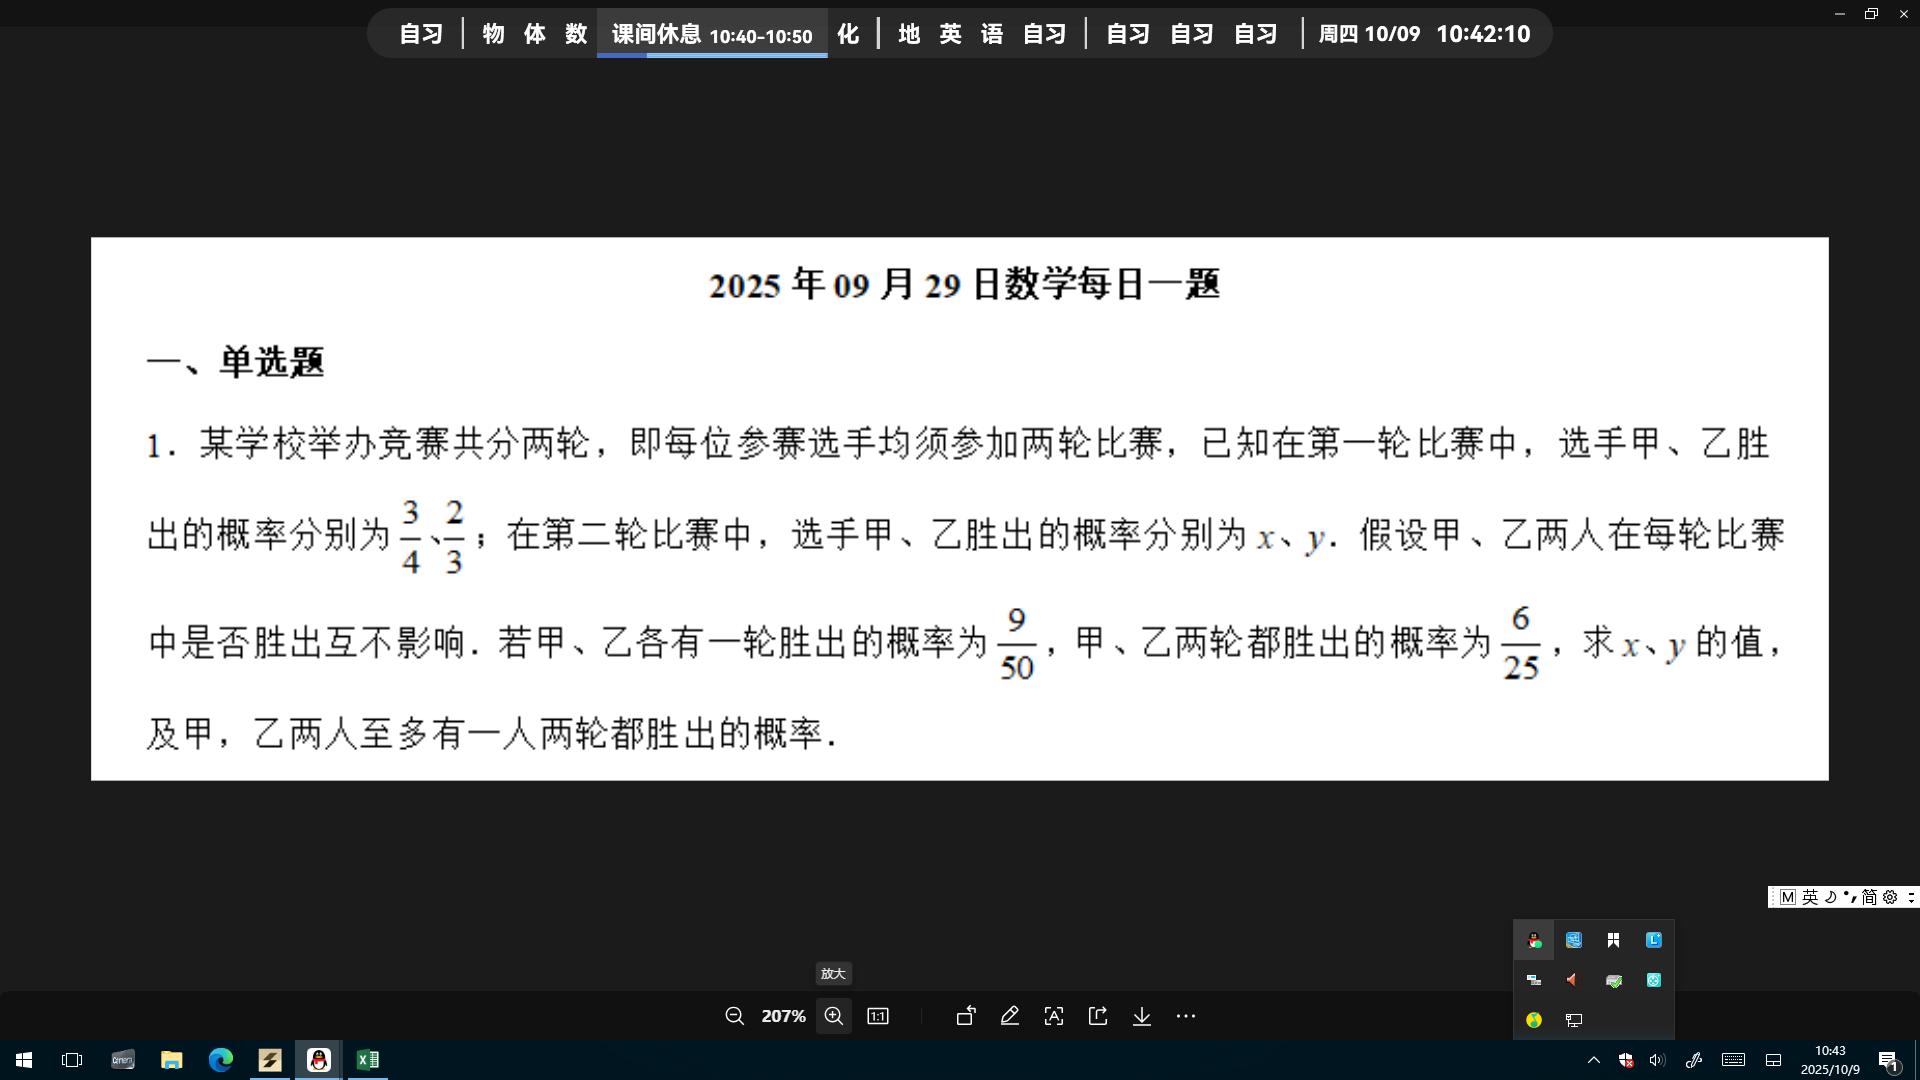 自习 | 物 体 数 课间休息 10:40-10:50 化 | 地 英 语 自习 | 自习 自习 自习 | 周四 10/09 10:42:10
2025 年 09 月 29 日数学每日一题
一、单选题
1．某学校举办竞赛共分两轮，即每位参赛选手均须参加两轮比赛，已知在第一轮比赛中，选手甲、乙胜
出的概率分别为 3/4、2/3；在第二轮比赛中，选手甲、乙胜出的概率分别为 x、y．假设甲、乙两人在每轮比赛
中是否胜出互不影响．若甲、乙各有一轮胜出的概率为 9/50，甲、乙两轮都胜出的概率为 6/25，求 x、y 的值，
及甲，乙两人至多有一人两轮都胜出的概率．
M 英 简
放大
207% 1:1
Camera
10:43
2025/10/9
1